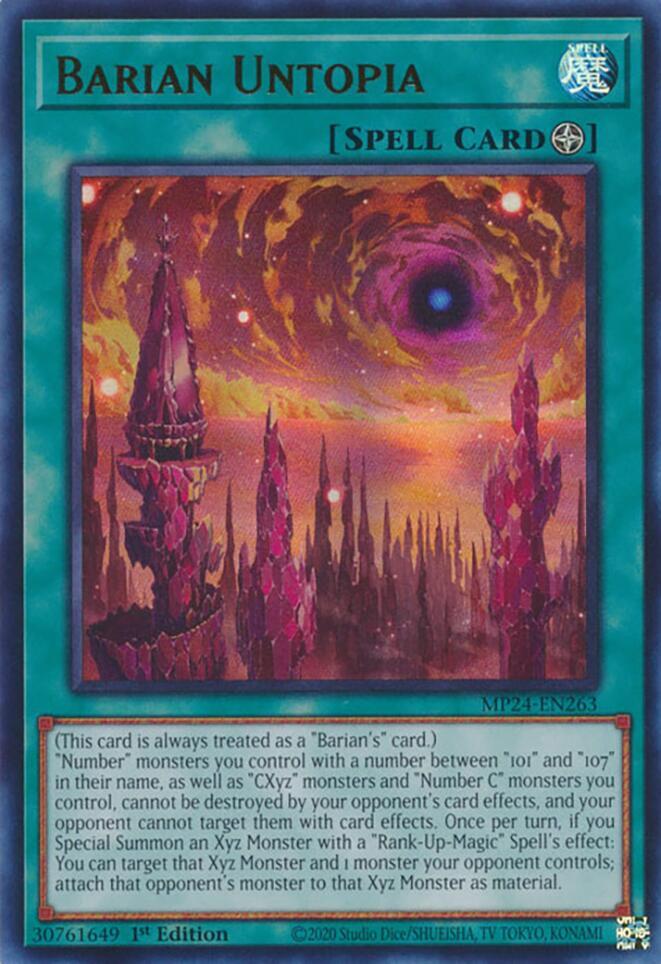 BARIAN UNTOPIA
SPELL
魔
[SPELL CARD]
MP24-EN263
(This card is always treated as a "Barian's" card.)
"Number" monsters you control with a number between "101" and "107"
in their name, as well as "CXyz" monsters and "Number C" monsters you
control, cannot be destroyed by your opponent's card effects, and your
opponent cannot target them with card effects. Once per turn, if you
Special Summon an Xyz Monster with a "Rank-Up-Magic" Spell's effect:
You can target that Xyz Monster and 1 monster your opponent controls;
attach that opponent's monster to that Xyz Monster as material.
30761649 1st Edition ©2020 Studio Dice/SHUEISHA, TV TOKYO, KONAMI